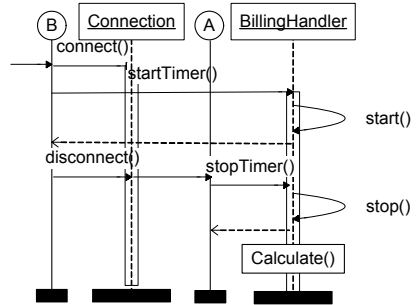 B
Connection
A
BillingHandler
connect()
startTimer()
start()
disconnect()
stopTimer()
stop()
Calculate()